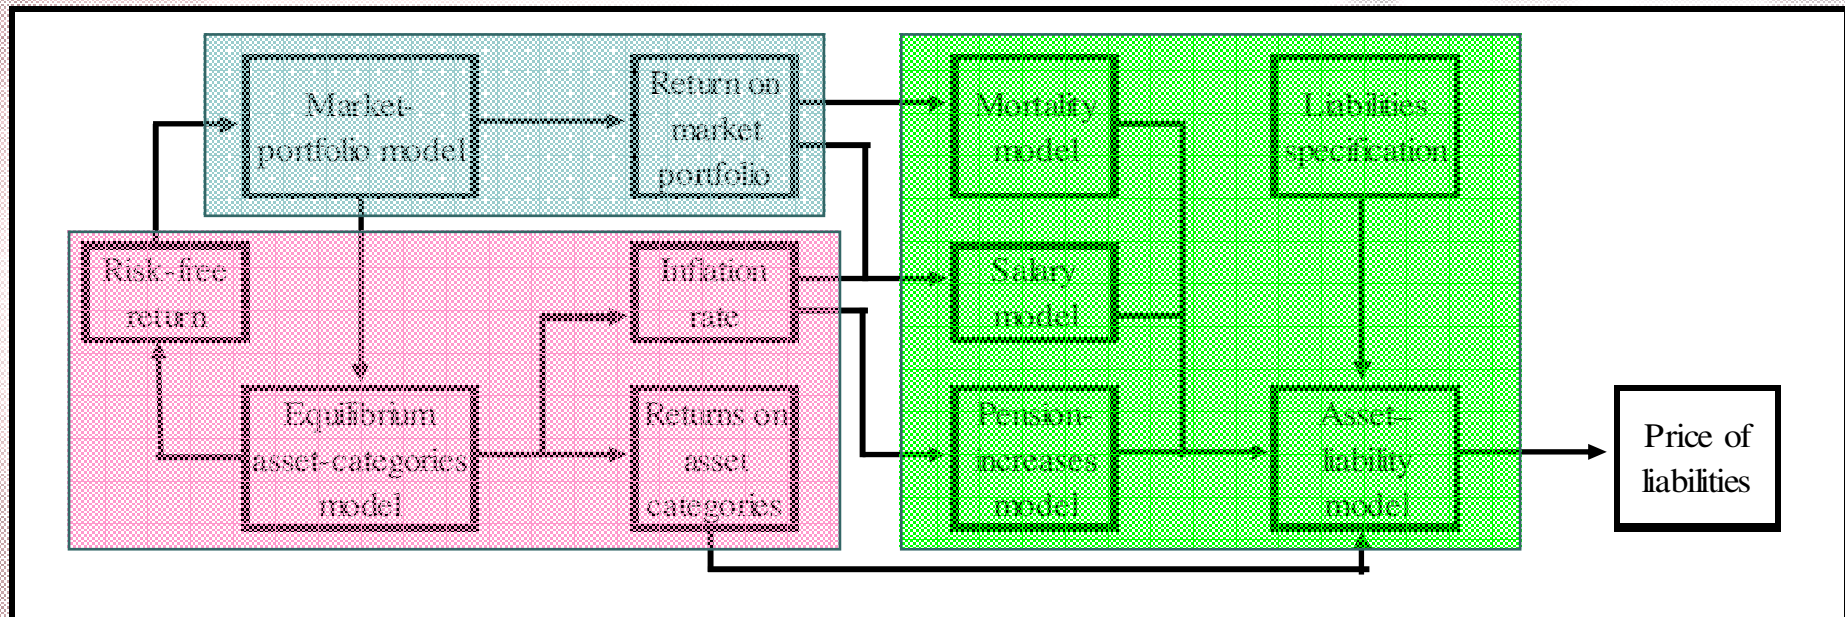 Market-
portfolio model
Return on
market
portfolio
Mortality
model
Liabilities
specification
Risk-free
return
Inflation
rate
Salary
model
Equilibrium
asset-categories
model
Returns on
asset
categories
Pension-
increases
model
Asset–
liability
model
Price of
liabilities